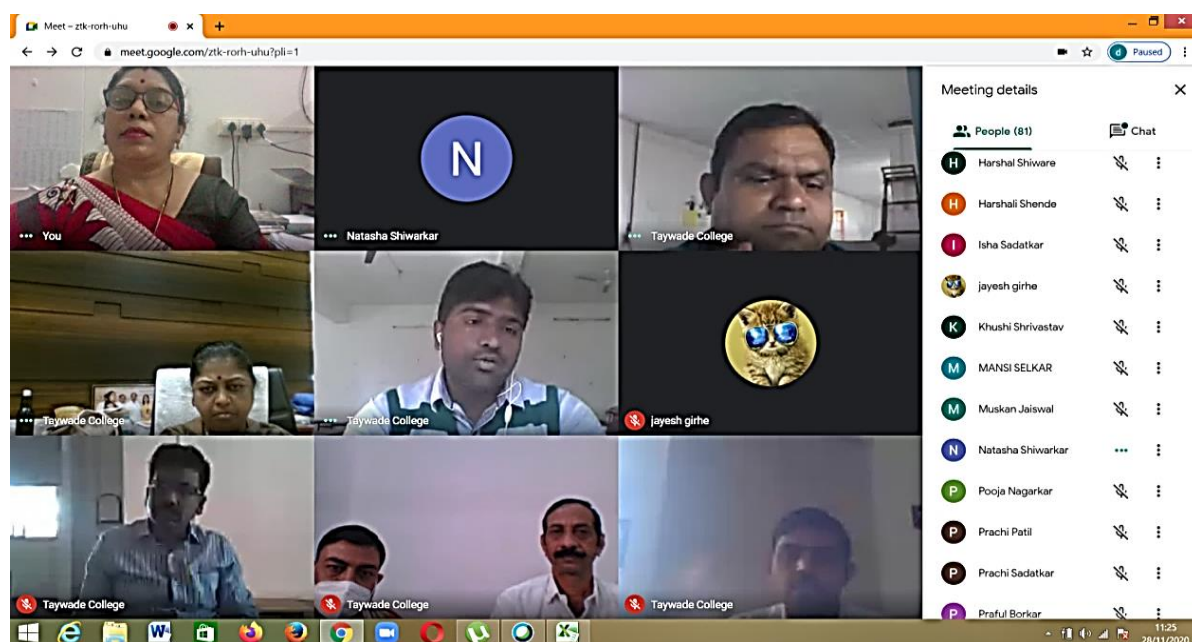 Meet – ztk-rorh-uhu
meet.google.com/ztk-rorh-uhu?pli=1
d Paused
You
N
Natasha Shiwarkar
Taywade College
Taywade College
Taywade College
jayesh girhe
Taywade College
Taywade College
Taywade College
Meeting details
People (81) Chat
H Harshal Shiware
H Harshali Shende
I Isha Sadatkar
jayesh girhe
K Khushi Shrivastav
M MANSI SELKAR
M Muskan Jaiswal
N Natasha Shiwarkar
P Pooja Nagarkar
P Prachi Patil
P Prachi Sadatkar
P Praful Borkar
11:25
28/11/2020